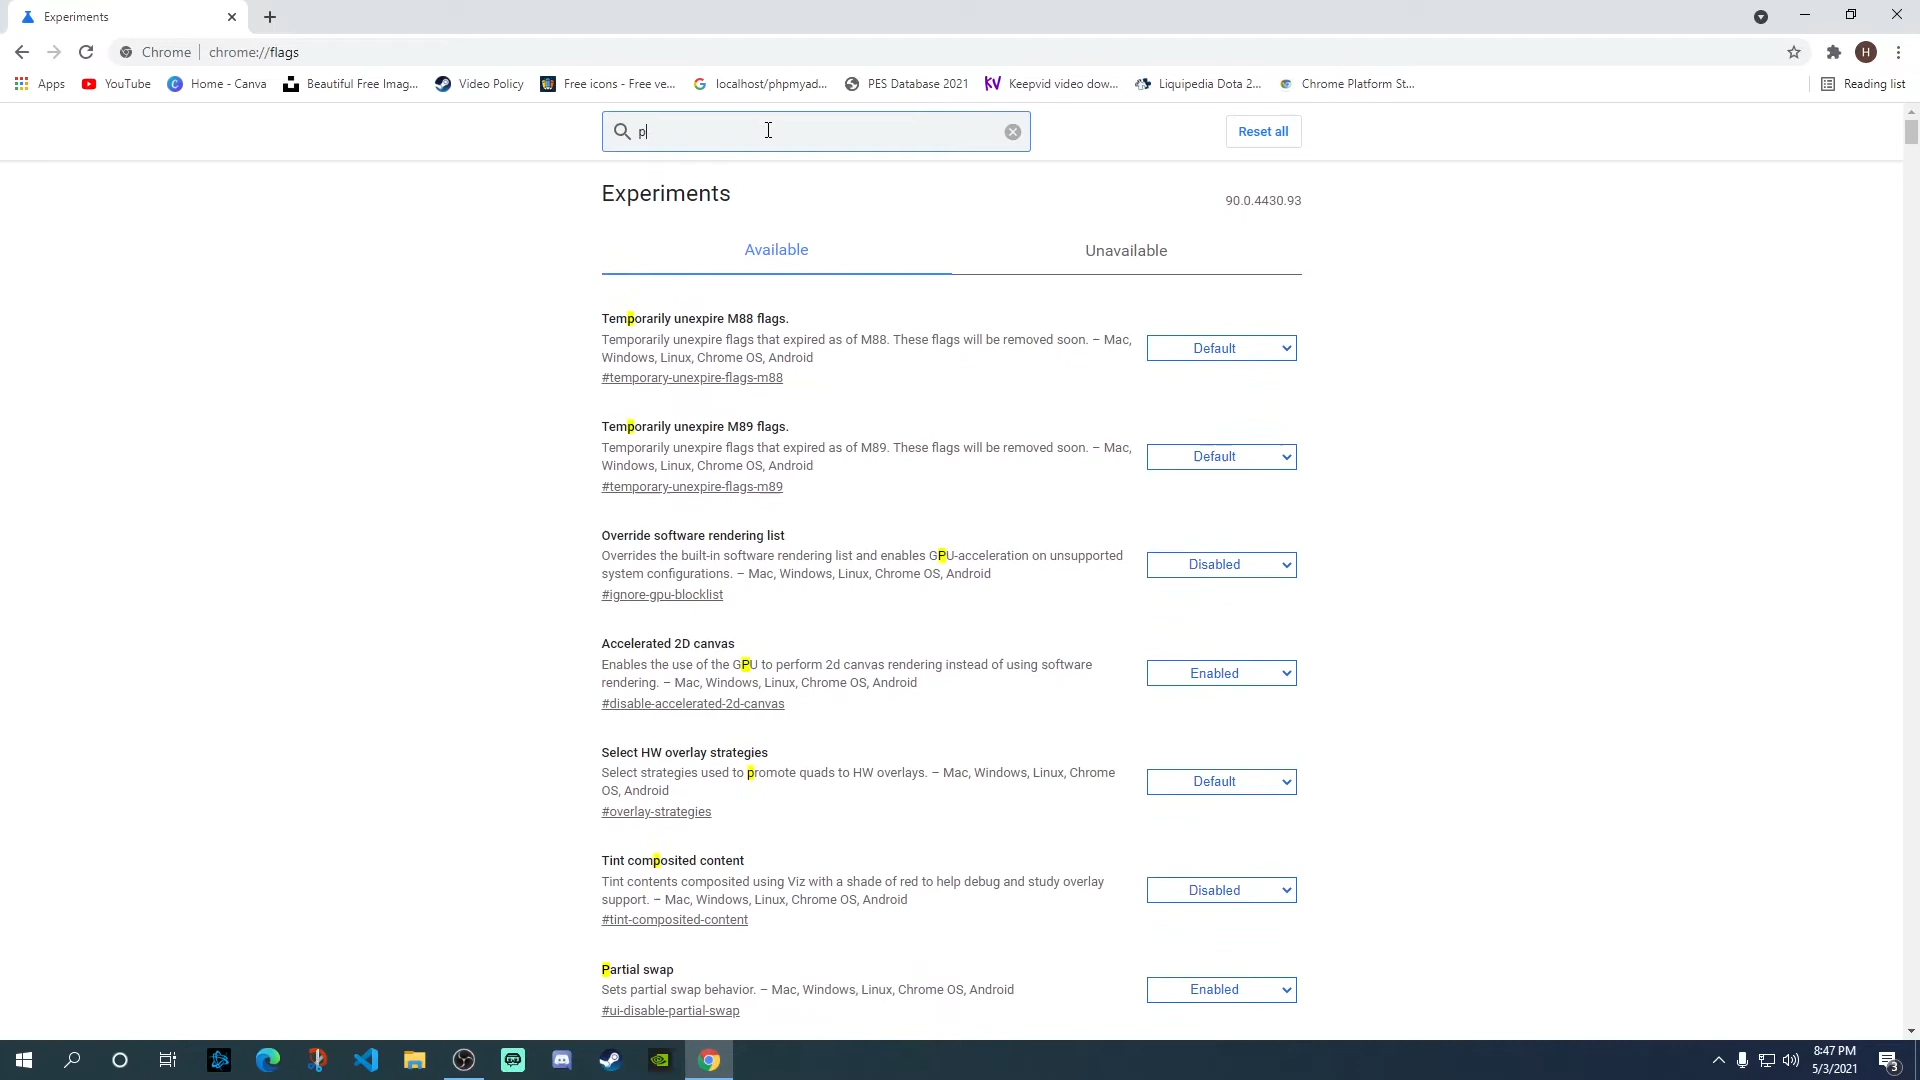 Experiments
Chrome
chrome://flags
H
Apps
YouTube
Home - Canva
Beautiful Free Imag...
Video Policy
Free icons - Free ve...
localhost/phpmyad...
PES Database 2021
KV
Keepvid video dow...
Liquipedia Dota 2...
Chrome Platform St...
Reading list
p
Reset all
Experiments
90.0.4430.93
Available
Unavailable
Temporarily unexpire M88 flags.
Temporarily unexpire flags that expired as of M88. These flags will be removed soon. – Mac,
Windows, Linux, Chrome OS, Android
#temporary-unexpire-flags-m88
Default
Temporarily unexpire M89 flags.
Temporarily unexpire flags that expired as of M89. These flags will be removed soon. – Mac,
Windows, Linux, Chrome OS, Android
#temporary-unexpire-flags-m89
Default
Override software rendering list
Overrides the built-in software rendering list and enables GPU-acceleration on unsupported
system configurations. – Mac, Windows, Linux, Chrome OS, Android
#ignore-gpu-blocklist
Disabled
Accelerated 2D canvas
Enables the use of the GPU to perform 2d canvas rendering instead of using software
rendering. – Mac, Windows, Linux, Chrome OS, Android
#disable-accelerated-2d-canvas
Enabled
Select HW overlay strategies
Select strategies used to promote quads to HW overlays. – Mac, Windows, Linux, Chrome
OS, Android
#overlay-strategies
Default
Tint composited content
Tint contents composited using Viz with a shade of red to help debug and study overlay
support. – Mac, Windows, Linux, Chrome OS, Android
#tint-composited-content
Disabled
Partial swap
Sets partial swap behavior. – Mac, Windows, Linux, Chrome OS, Android
#ui-disable-partial-swap
Enabled
8:47 PM
5/3/2021
3